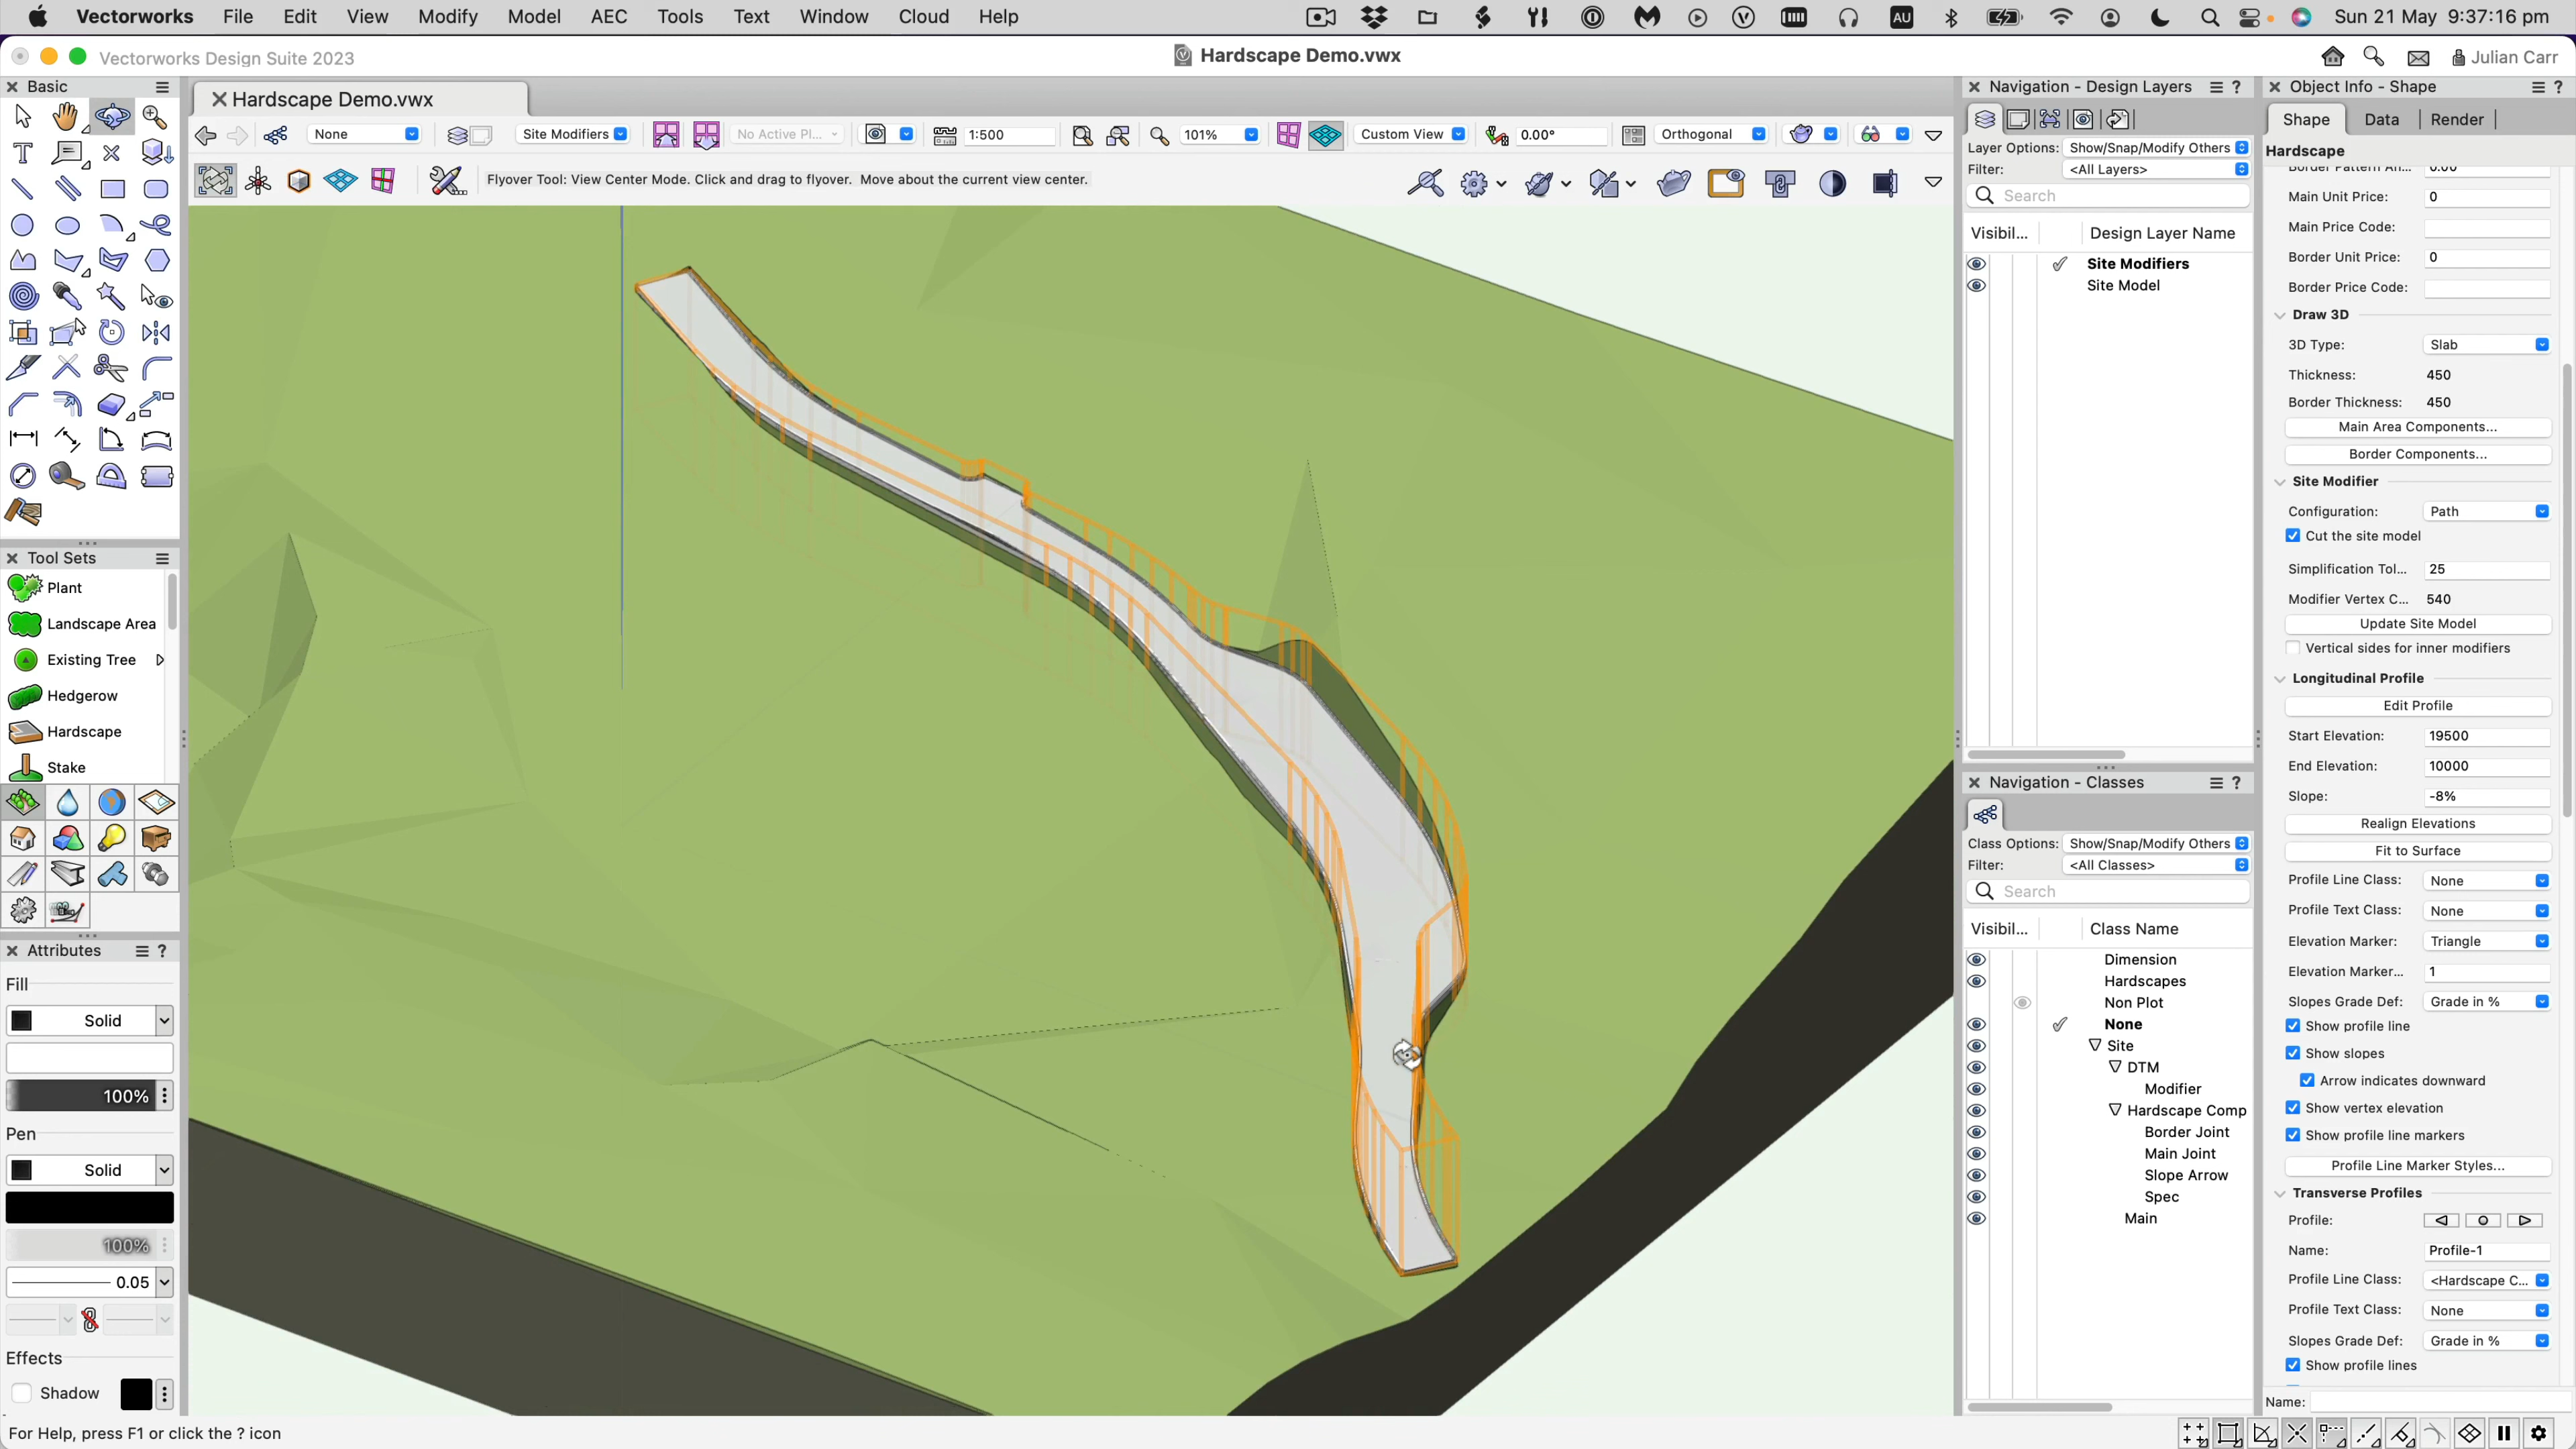 Vectorworks File Edit View Modify Model AEC Tools Text Window Cloud Help AU Sun 21 May 9:37:16 pm
Vectorworks Design Suite 2023 Hardscape Demo.vwx Julian Carr
Basic
Hardscape Demo.vwx
None Site Modifiers No Active Pl... 1:500 101% Custom View 0.00° Orthogonal
Flyover Tool: View Center Mode. Click and drag to flyover. Move about the current view center.
Tool Sets
Plant
Landscape Area
Existing Tree
Hedgerow
Hardscape
Stake
Attributes
Fill
Solid
100%
Pen
Solid
100%
0.05
Effects
Shadow
For Help, press F1 or click the ? icon
Navigation - Design Layers
Layer Options: Show/Snap/Modify Others
Filter: <All Layers>
Search
Visibil... Design Layer Name
Site Modifiers
Site Model
Navigation - Classes
Class Options: Show/Snap/Modify Others
Filter: <All Classes>
Search
Visibil... Class Name
Dimension
Hardscapes
Non Plot
None
Site
DTM
Modifier
Hardscape Comp
Border Joint
Main Joint
Slope Arrow
Spec
Main
Object Info - Shape
Shape Data Render
Hardscape
Border Pattern An... 0.00
Main Unit Price: 0
Main Price Code:
Border Unit Price: 0
Border Price Code:
Draw 3D
3D Type: Slab
Thickness: 450
Border Thickness: 450
Main Area Components...
Border Components...
Site Modifier
Configuration: Path
Cut the site model
Simplification Tol... 25
Modifier Vertex C... 540
Update Site Model
Vertical sides for inner modifiers
Longitudinal Profile
Edit Profile
Start Elevation: 19500
End Elevation: 10000
Slope: -8%
Realign Elevations
Fit to Surface
Profile Line Class: None
Profile Text Class: None
Elevation Marker: Triangle
Elevation Marker... 1
Slopes Grade Def: Grade in %
Show profile line
Show slopes
Arrow indicates downward
Show vertex elevation
Show profile line markers
Profile Line Marker Styles...
Transverse Profiles
Profile:
Name: Profile-1
Profile Line Class: <Hardscape C...
Profile Text Class: None
Slopes Grade Def: Grade in %
Show profile lines
Name: